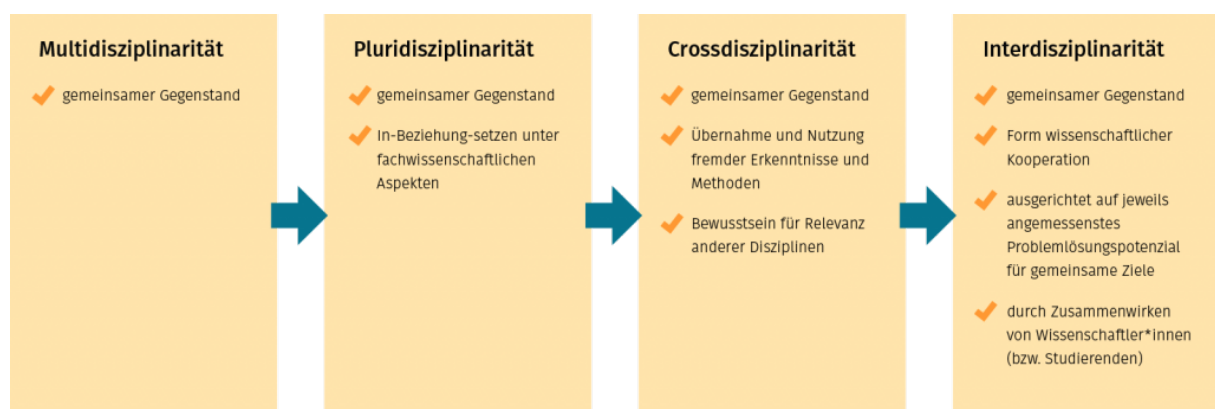 Multidisziplinarität
gemeinsamer Gegenstand
Pluridisziplinarität
gemeinsamer Gegenstand
In-Beziehung-setzen unter
fachwissenschaftlichen
Aspekten
Crossdisziplinarität
gemeinsamer Gegenstand
Übernahme und Nutzung
fremder Erkenntnisse und
Methoden
Bewusstsein für Relevanz
anderer Disziplinen
Interdisziplinarität
gemeinsamer Gegenstand
Form wissenschaftlicher
Kooperation
ausgerichtet auf jeweils
angemessenstes
Problemlösungspotenzial
für gemeinsame Ziele
durch Zusammenwirken
von Wissenschaftler*innen
(bzw. Studierenden)